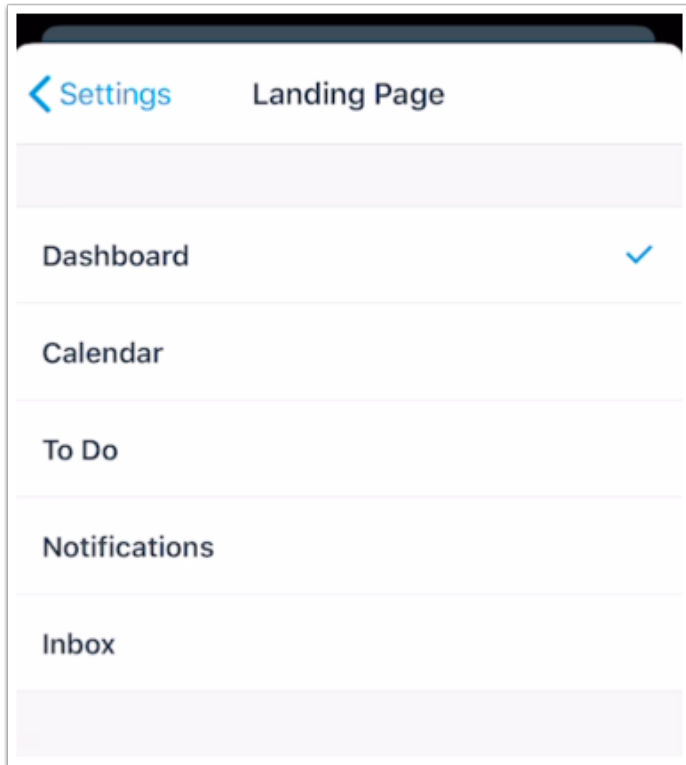 Settings Landing Page
Dashboard
Calendar
To Do
Notifications
Inbox